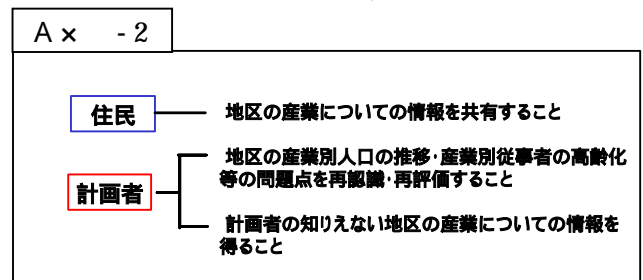 A × -2
住民
地区の産業についての情報を共有すること
計画者
地区の産業別人口の推移・産業別従事者の高齢化
等の問題点を再認識・再評価すること
計画者の知りえない地区の産業についての情報を
得ること